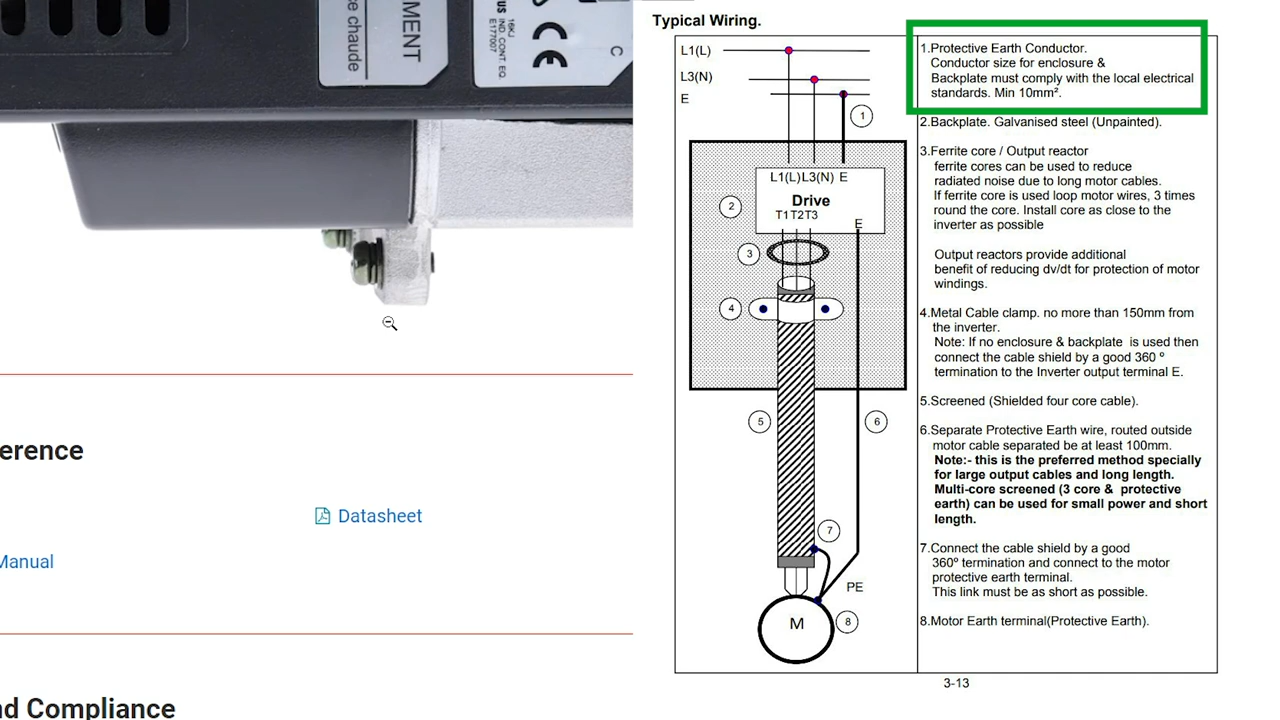 e chaude
MENT
US
16KJ
IND. CONT. EQ.
E177007
CE
C
erence
Datasheet
Manual
nd Compliance
Typical Wiring.
L1(L)
L3(N)
E
1
L1(L) L3(N) E
Drive
2
T1 T2 T3
E
3
4
5
6
7
PE
M
8
1.Protective Earth Conductor.
Conductor size for enclosure &
Backplate must comply with the local electrical
standards. Min 10mm².
2.Backplate. Galvanised steel (Unpainted).
3.Ferrite core / Output reactor
ferrite cores can be used to reduce
radiated noise due to long motor cables.
If ferrite core is used loop motor wires, 3 times
round the core. Install core as close to the
inverter as possible
Output reactors provide additional
benefit of reducing dv/dt for protection of motor
windings.
4.Metal Cable clamp. no more than 150mm from
the inverter.
Note: If no enclosure & backplate is used then
connect the cable shield by a good 360 º
termination to the Inverter output terminal E.
5.Screened (Shielded four core cable).
6.Separate Protective Earth wire, routed outside
motor cable separated be at least 100mm.
Note:- this is the preferred method specially
for large output cables and long length.
Multi-core screened (3 core & protective
earth) can be used for small power and short
length.
7.Connect the cable shield by a good
360º termination and connect to the motor
protective earth terminal.
This link must be as short as possible.
8.Motor Earth terminal(Protective Earth).
3-13